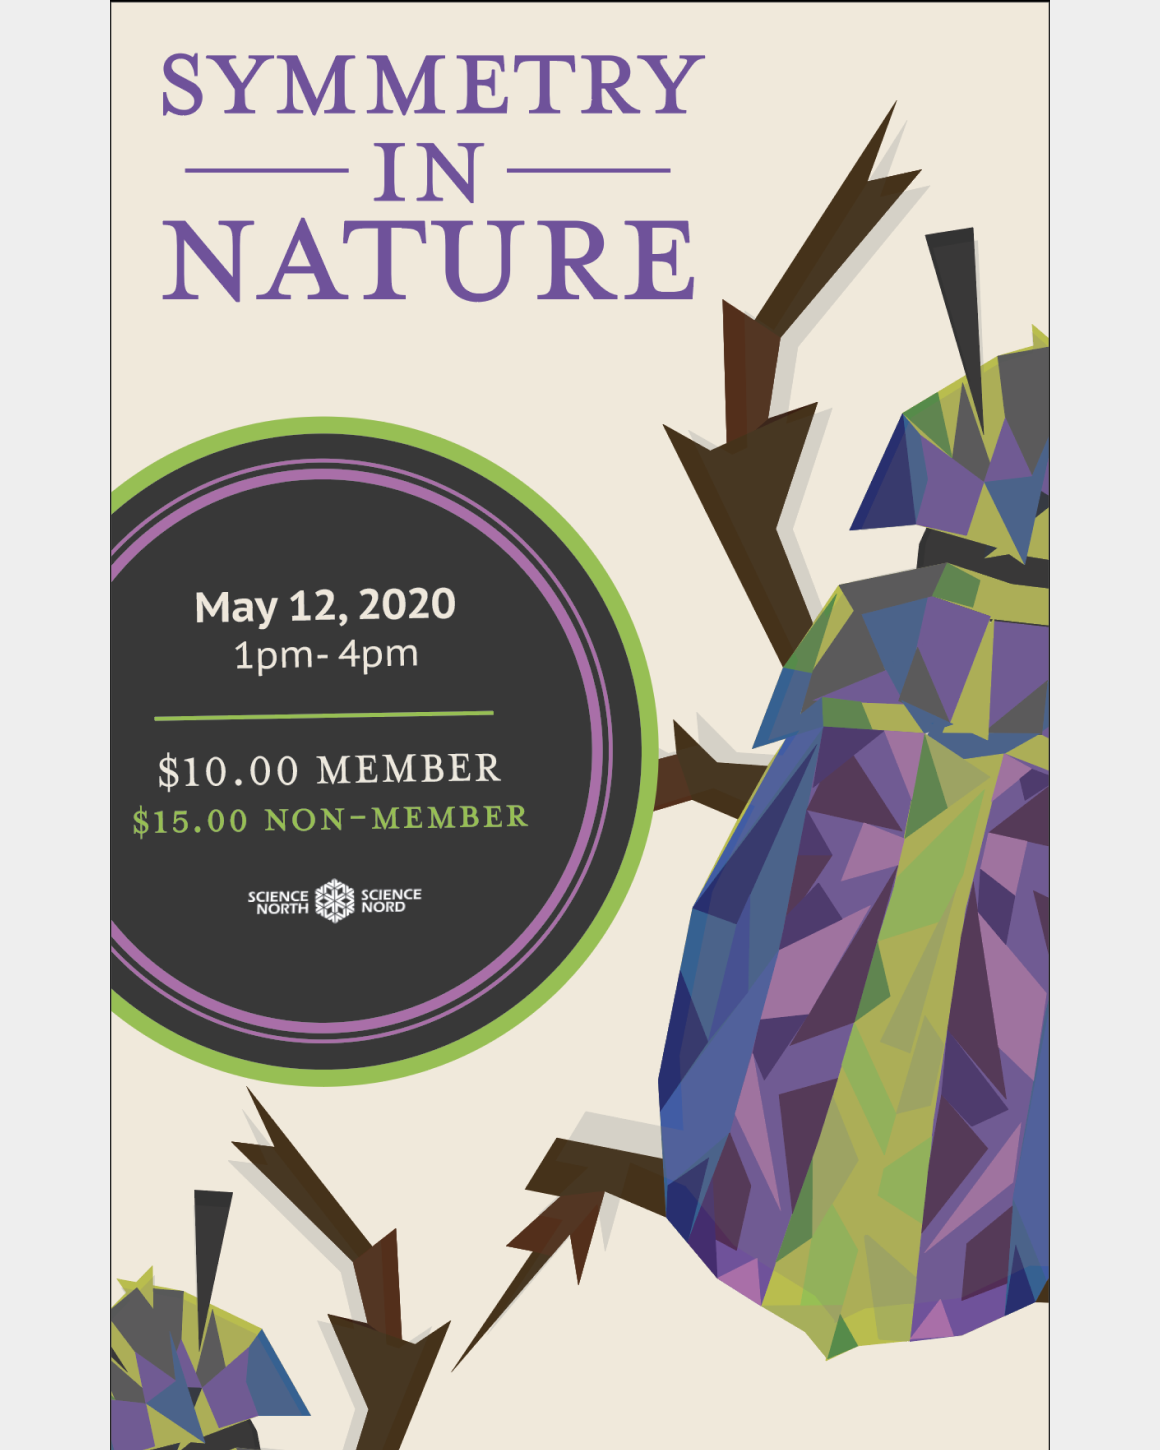 SYMMETRY
IN
NATURE
May 12, 2020
1pm- 4pm
$10.00 MEMBER
$15.00 NON-MEMBER
SCIENCE NORTH SCIENCE NORD